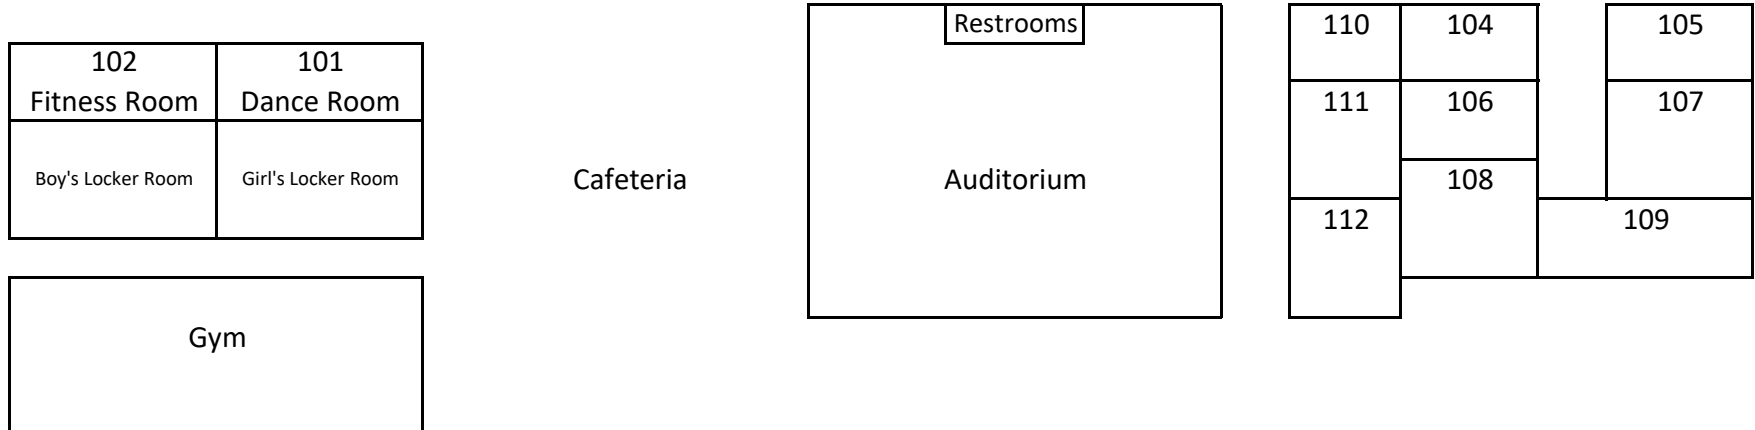 Restrooms
110
104
105
102
Fitness Room
101
Dance Room
111
106
107
Boy's Locker Room
Girl's Locker Room
Cafeteria
Auditorium
108
112
109
Gym